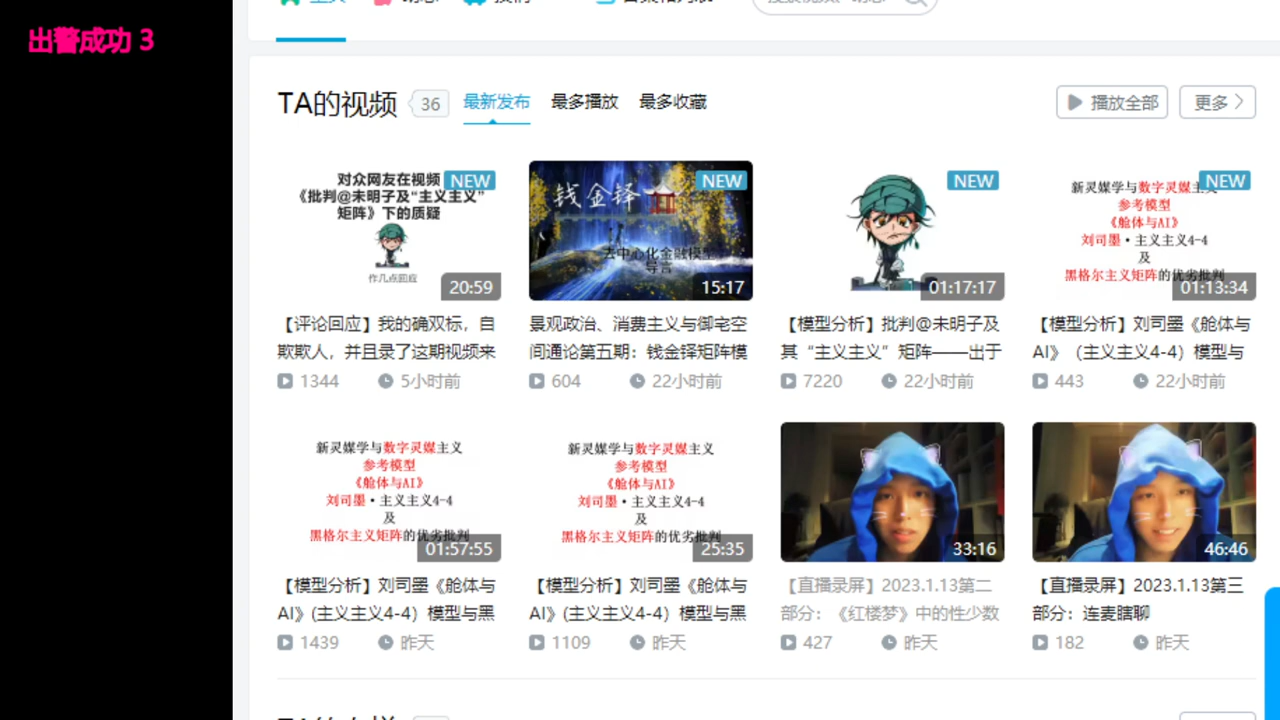 出警成功 3
TA的视频 36 最新发布 最多播放 最多收藏 播放全部 更多
对众网友在视频
《批判@未明子及“主义主义”
矩阵》下的质疑
作几点回应
NEW
20:59
【评论回应】我的确双标，自
欺欺人，并且录了这期视频来
1344 5小时前
钱金铎
去中心化金融模型
导言
NEW
15:17
景观政治、消费主义与御宅空
间通论第五期：钱金铎矩阵模
604 22小时前
NEW
01:17:17
【模型分析】批判@未明子及
其“主义主义”矩阵——出于
7220 22小时前
新灵媒学与数字灵媒主义
参考模型
《舱体与AI》
刘司墨·主义主义4-4
及
黑格尔主义矩阵的优劣批判
NEW
01:13:34
【模型分析】刘司墨《舱体与
AI》（主义主义4-4）模型与
443 22小时前
新灵媒学与数字灵媒主义
参考模型
《舱体与AI》
刘司墨·主义主义4-4
及
黑格尔主义矩阵的优劣批判
01:57:55
【模型分析】刘司墨《舱体与
AI》(主义主义4-4）模型与黑
1439 昨天
新灵媒学与数字灵媒主义
参考模型
《舱体与AI》
刘司墨·主义主义4-4
及
黑格尔主义矩阵的优劣批判
25:35
【模型分析】刘司墨《舱体与
AI》(主义主义4-4）模型与黑
1109 昨天
33:16
【直播录屏】2023.1.13第二
部分：《红楼梦》中的性少数
427 昨天
46:46
【直播录屏】2023.1.13第三
部分：连麦瞎聊
182 昨天